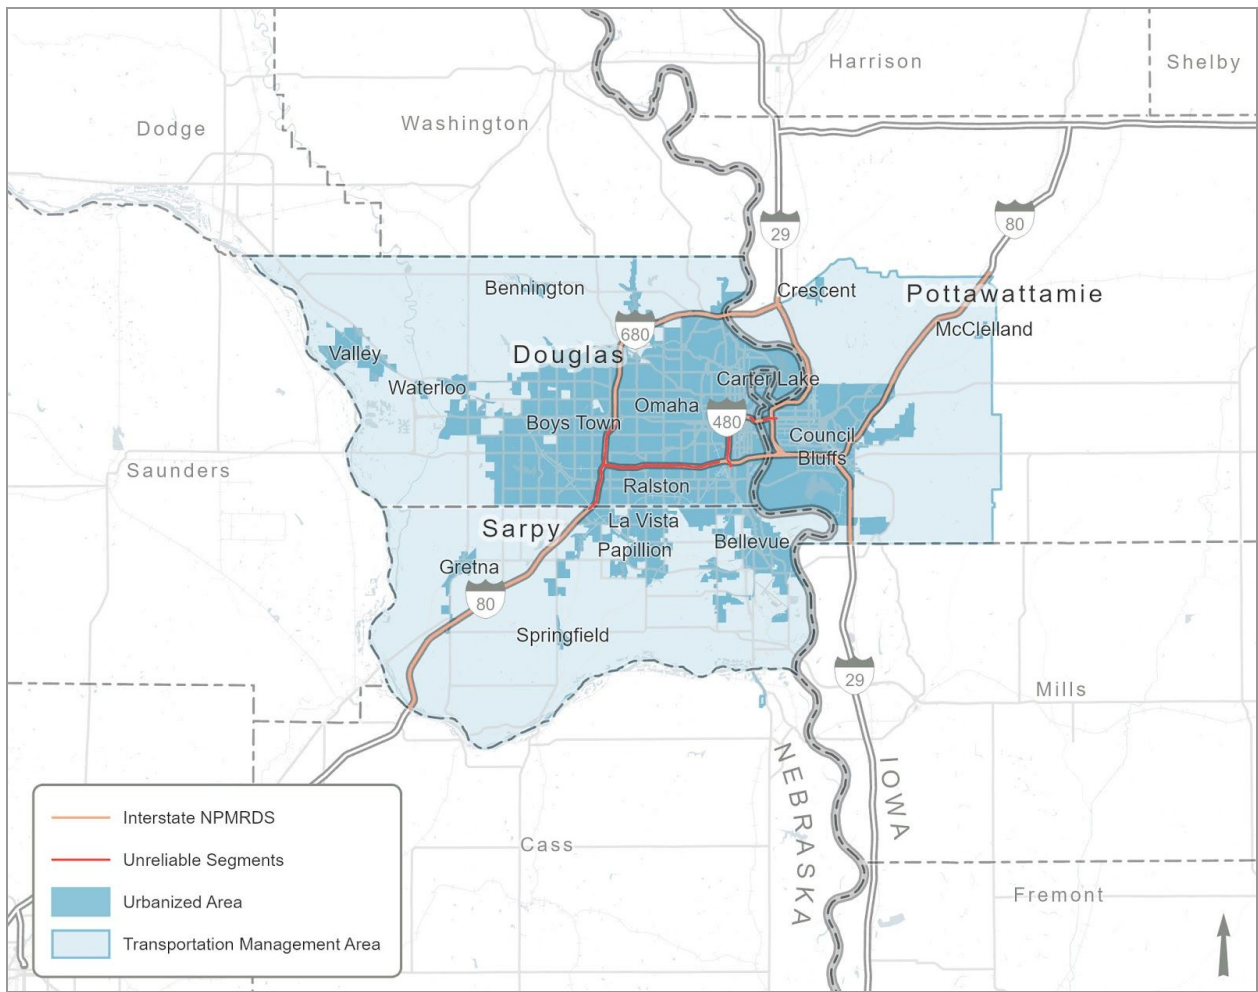 Harrison
Shelby
Dodge
Washington
80
29
Bennington
Crescent
Pottawattamie
680
McClelland
Valley
Douglas
Waterloo
Carter Lake
Omaha
Boys Town
480
Council
Bluffs
Saunders
Ralston
Sarpy
La Vista
Papillion
Bellevue
Gretna
80
Springfield
29
Mills
NEBRASKA
IOWA
Cass
Fremont
Interstate NPMRDS
Unreliable Segments
Urbanized Area
Transportation Management Area